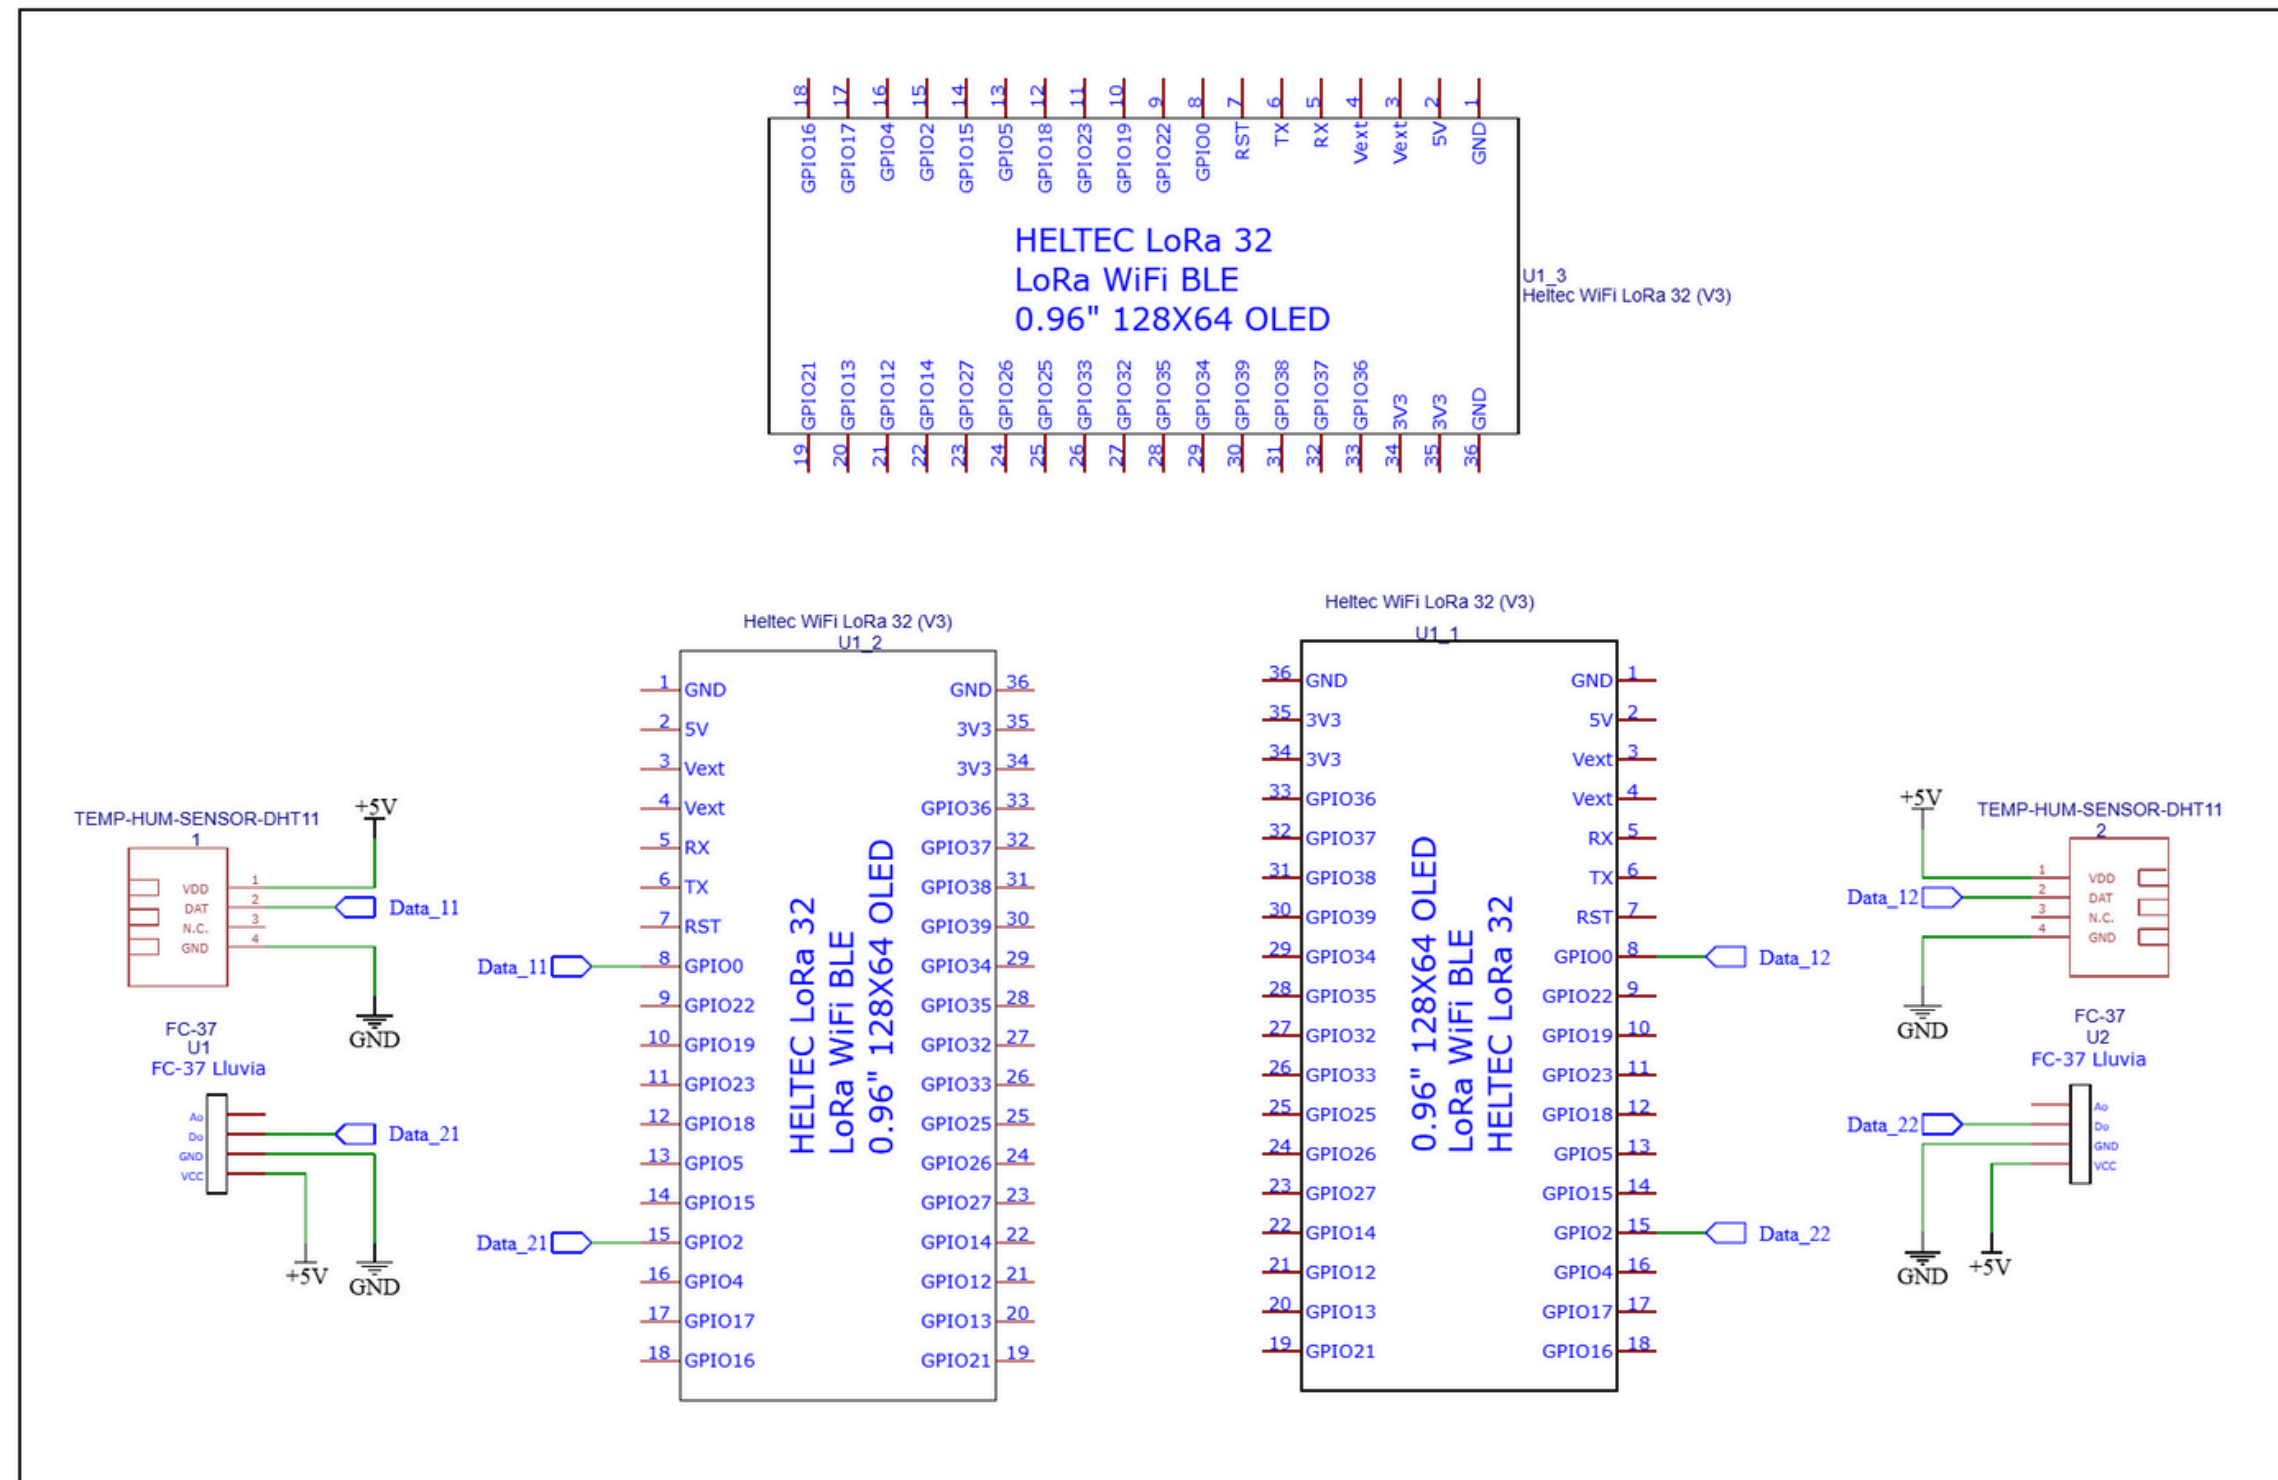 18 17 16 15 14 13 12 11 10 9 8 7 6 5 4 3 2 1
GPIO16 GPIO17 GPIO4 GPIO2 GPIO15 GPIO5 GPIO18 GPIO23 GPIO19 GPIO22 GPIO0 RST TX RX Vext Vext 5V GND
HELTEC LoRa 32
LoRa WiFi BLE
0.96" 128X64 OLED
U1_3
Heltec WiFi LoRa 32 (V3)
GPIO21 GPIO13 GPIO12 GPIO14 GPIO27 GPIO26 GPIO25 GPIO33 GPIO32 GPIO35 GPIO34 GPIO39 GPIO38 GPIO37 GPIO36 3V3 3V3 GND
19 20 21 22 23 24 25 26 27 28 29 30 31 32 33 34 35 36
TEMP-HUM-SENSOR-DHT11
1
+5V
VDD 1
DAT 2
N.C. 3
GND 4
Data_11
GND
FC-37
U1
FC-37 Lluvia
Ao
Do
GND
VCC
Data_21
+5V
GND
Heltec WiFi LoRa 32 (V3)
U1_2
1 GND GND 36
2 5V 3V3 35
3 Vext 3V3 34
4 Vext GPIO36 33
5 RX GPIO37 32
6 TX GPIO38 31
7 RST GPIO39 30
Data_11 8 GPIO0 GPIO34 29
9 GPIO22 GPIO35 28
10 GPIO19 GPIO32 27
11 GPIO23 GPIO33 26
12 GPIO18 GPIO25 25
13 GPIO5 GPIO26 24
14 GPIO15 GPIO27 23
Data_21 15 GPIO2 GPIO14 22
16 GPIO4 GPIO12 21
17 GPIO17 GPIO13 20
18 GPIO16 GPIO21 19
HELTEC LoRa 32
LoRa WiFi BLE
0.96" 128X64 OLED
Heltec WiFi LoRa 32 (V3)
U1_1
36 GND GND 1
35 3V3 5V 2
34 3V3 Vext 3
33 GPIO36 Vext 4
32 GPIO37 RX 5
31 GPIO38 TX 6
30 GPIO39 RST 7
29 GPIO34 GPIO0 8 Data_12
28 GPIO35 GPIO22 9
27 GPIO32 GPIO19 10
26 GPIO33 GPIO23 11
25 GPIO25 GPIO18 12
24 GPIO26 GPIO5 13
23 GPIO27 GPIO15 14
22 GPIO14 GPIO2 15 Data_22
21 GPIO12 GPIO4 16
20 GPIO13 GPIO17 17
19 GPIO21 GPIO16 18
0.96" 128X64 OLED
LoRa WiFi BLE
HELTEC LoRa 32
+5V
TEMP-HUM-SENSOR-DHT11
2
1 VDD
Data_12 2 DAT
3 N.C.
4 GND
GND
FC-37
U2
FC-37 Lluvia
Ao
Data_22 Do
GND
VCC
GND
+5V